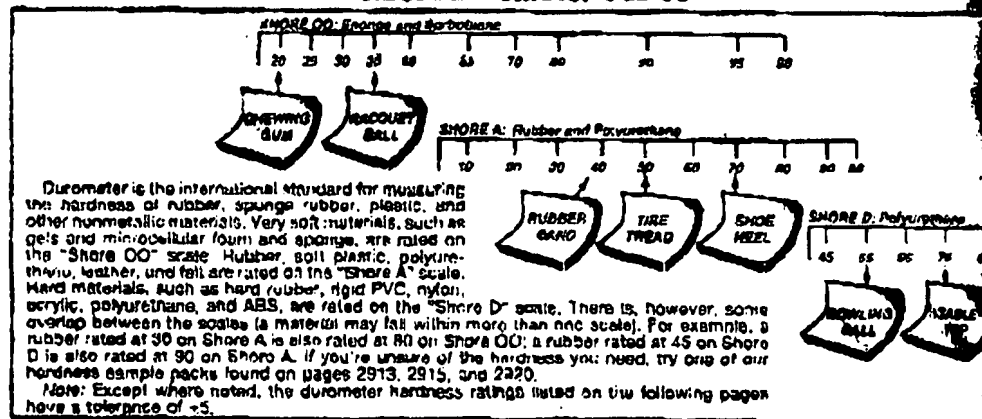 SHORE OO: Sponge and Sorbothane
20 25 30 35 70 80 90 95 98
CHEWING
GUM
RACQUET
BALL
SHORE A: Rubber and Polyurethane
10 20 30 40 50 60 70 80 90
RUBBER
BAND
TIRE
TREAD
SHOE
HEEL
SHORE D: Polyurethane
45 55 65 75
BOWLING
BALL
TABLE
TOP
Durometer is the international standard for measuring
the hardness of rubber, sponge rubber, plastic, and
other nonmetallic materials. Very soft materials, such as
gels and microcellular foam and sponge, are rated on
the "Shore OO" scale. Rubber, soft plastic, polyure-
thane, leather, and felt are rated on the "Shore A" scale.
Hard materials, such as hard rubber, rigid PVC, nylon,
acrylic, polyurethane, and ABS, are rated on the "Shore D" scale. There is, however, some
overlap between the scales (a material may fall within more than one scale). For example, a
rubber rated at 30 on Shore A is also rated at 80 on Shore OO; a rubber rated at 45 on Shore
D is also rated at 90 on Shore A. If you're unsure of the hardness you need, try one of our
hardness sample packs found on pages 2913, 2915, and 2920.
Note: Except where noted, the durometer hardness ratings listed on the following pages
have a tolerance of ±5.